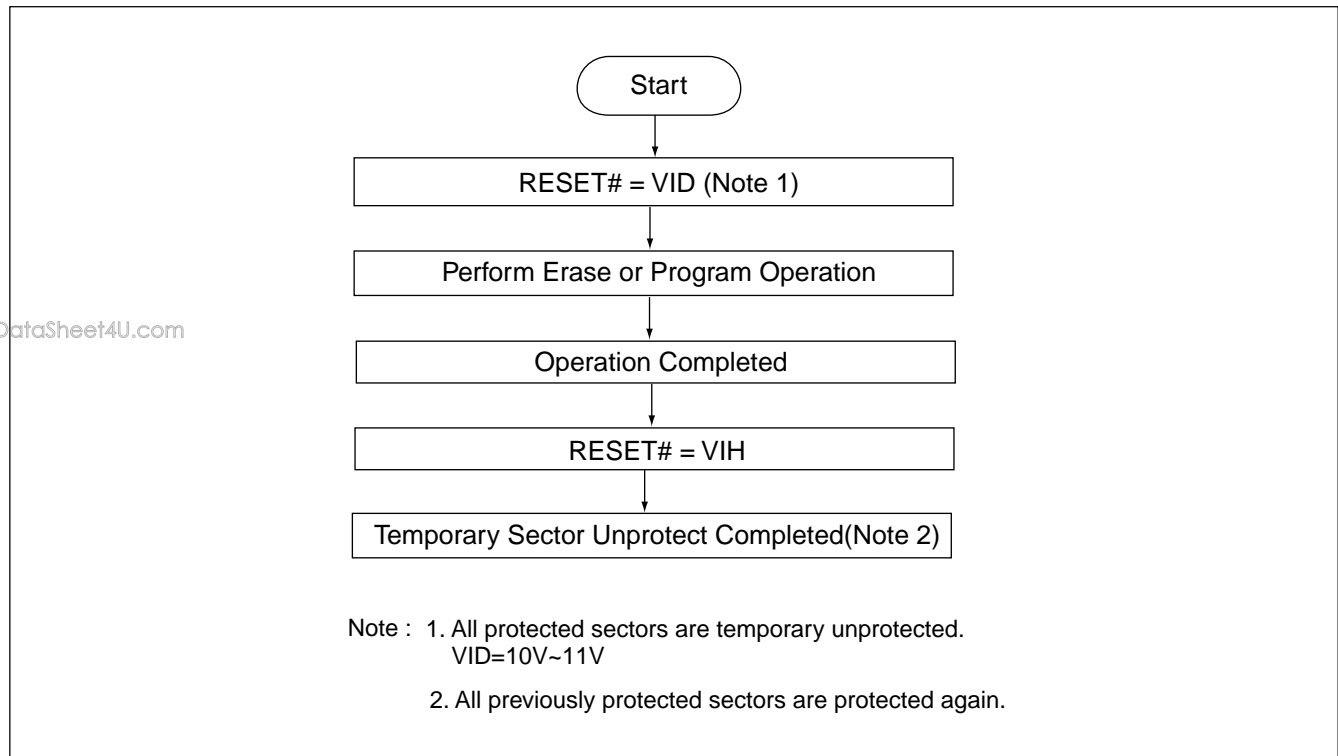 Start
RESET# = VID (Note 1)
Perform Erase or Program Operation
DataSheet4U.com
Operation Completed
RESET# = VIH
Temporary Sector Unprotect Completed(Note 2)
Note : 1. All protected sectors are temporary unprotected.
VID=10V~11V
2. All previously protected sectors are protected again.